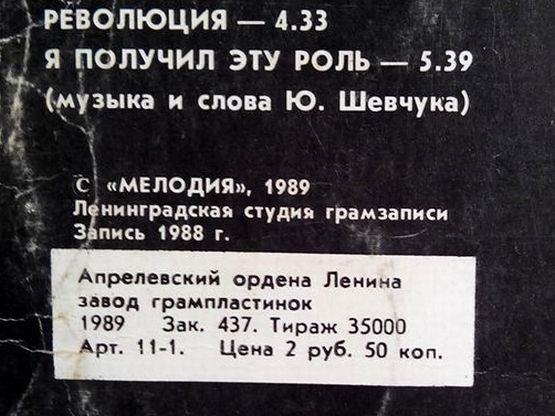 РЕВОЛЮЦИЯ — 4.33
Я ПОЛУЧИЛ ЭТУ РОЛЬ — 5.39
(музыка и слова Ю. Шевчука)
С «МЕЛОДИЯ», 1989
Ленинградская студия грамзаписи
Запись 1988 г.
Апрелевский ордена Ленина
завод грампластинок
1989 Зак. 437. Тираж 35000
Арт. 11-1. Цена 2 руб. 50 коп.